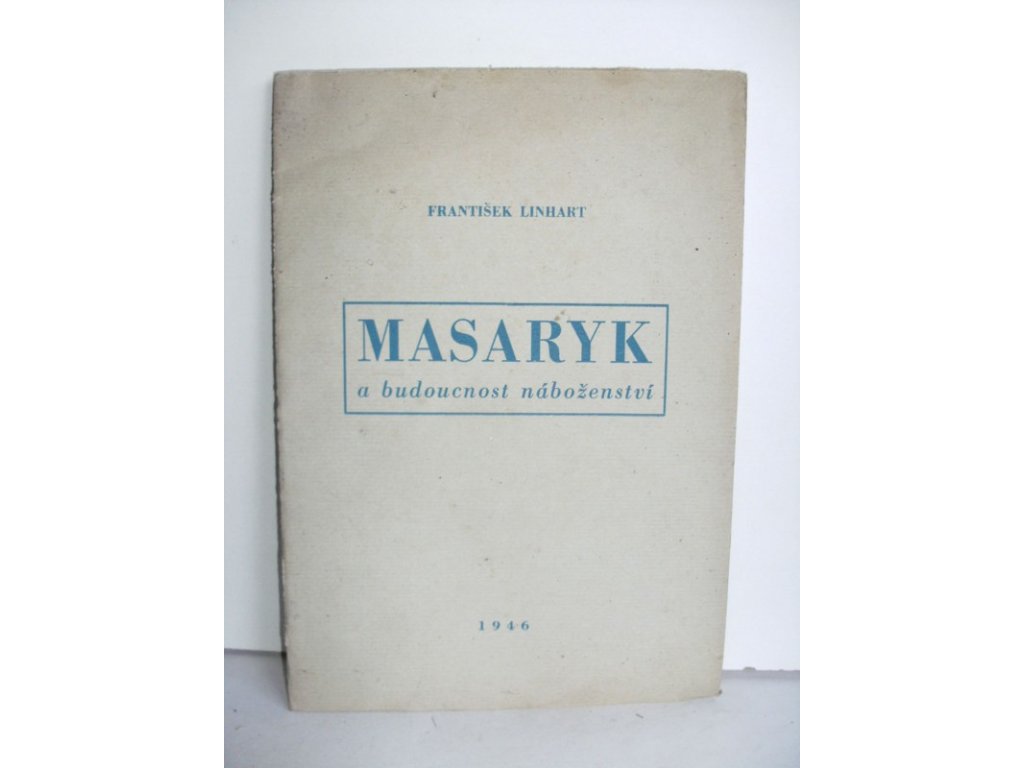 FRANTIŠEK LINHART
MASARYK
a budoucnost náboženství
1946